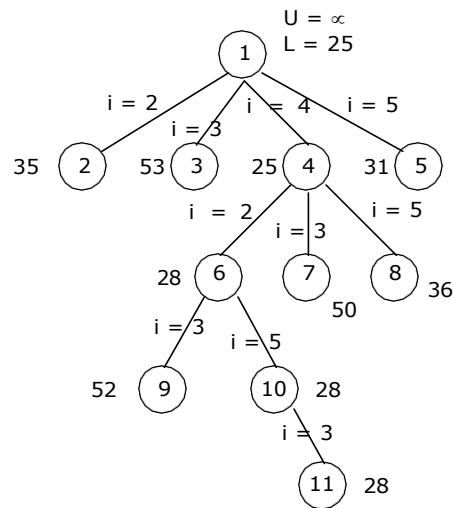 U = ∝
1
L = 25
i = 2
i = 3
i = 4
i = 5
35 2 53 3 25 4 31 5
i = 2
i = 3
i = 5
28 6 7 8 36
50
i = 3
i = 5
52 9 10 28
i = 3
11 28